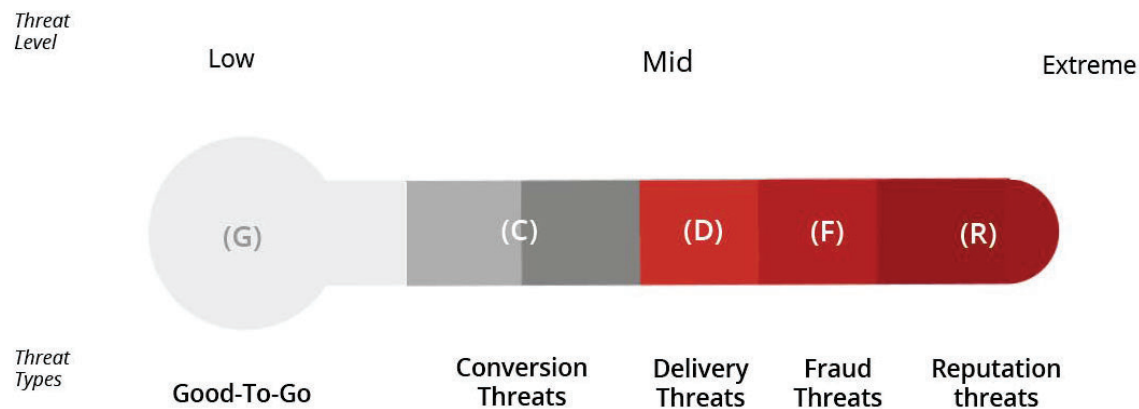 Threat
Level
Low
Mid
Extreme
(G)
(C)
(D)
(F)
(R)
Threat
Types
Good-To-Go
Conversion
Threats
Delivery
Threats
Fraud
Threats
Reputation
threats